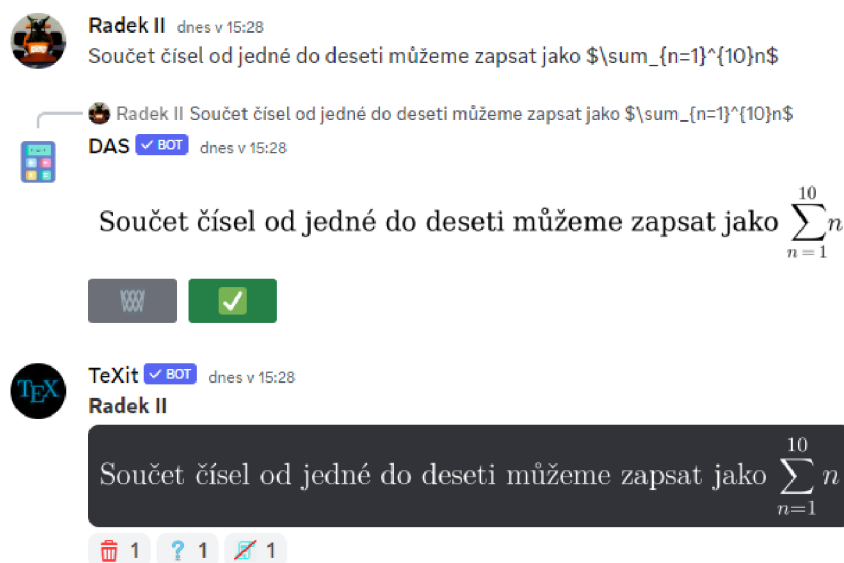 Radek II dnes v 15:28
Součet čísel od jedné do deseti můžeme zapsat jako $\sum_{n=1}^{10}n$
Radek II Součet čísel od jedné do deseti můžeme zapsat jako $\sum_{n=1}^{10}n$
DAS ✓ BOT dnes v 15:28
10
Součet čísel od jedné do deseti můžeme zapsat jako ∑ n
n = 1
TeXit ✓ BOT dnes v 15:28
TEX
Radek II
10
Součet čísel od jedné do deseti můžeme zapsat jako ∑ n
n=1
1 ? 1 1